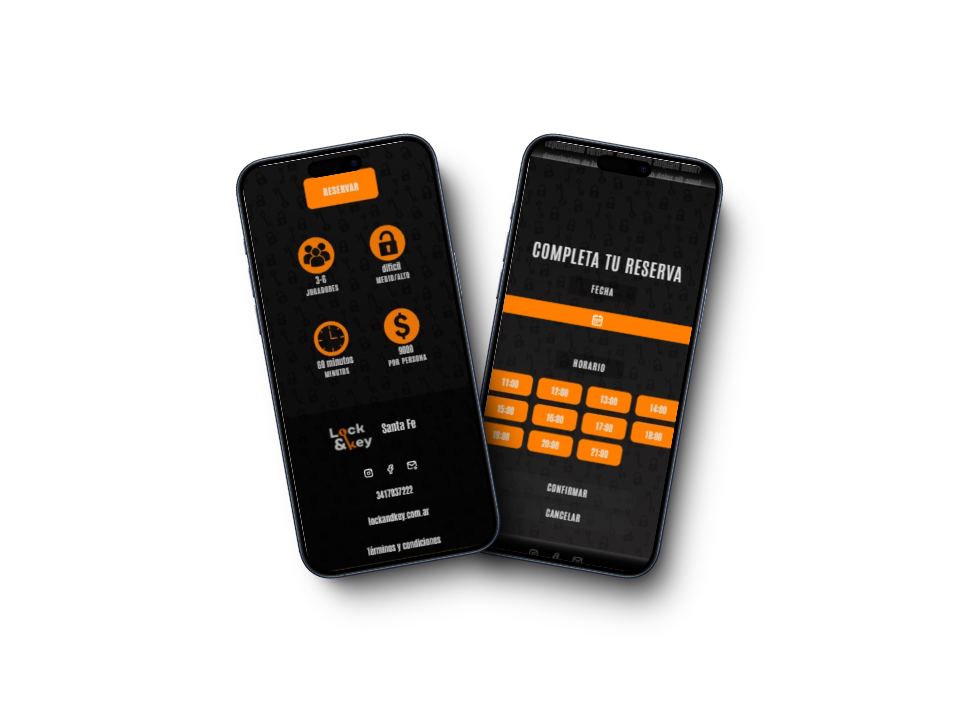 RESERVAR
3-6
JUGADORES
difícil
MEDIO/ALTO
60 minutos
MINUTOS
$
9000
POR PERSONA
Lock
&key
Santa Fe
3417937222
lockandkey.com.ar
Términos y condiciones
COMPLETA TU RESERVA
FECHA
HORARIO
11:00
12:00
13:00
14:00
15:00
16:00
17:00
18:00
19:00
20:00
21:00
CONFIRMAR
CANCELAR